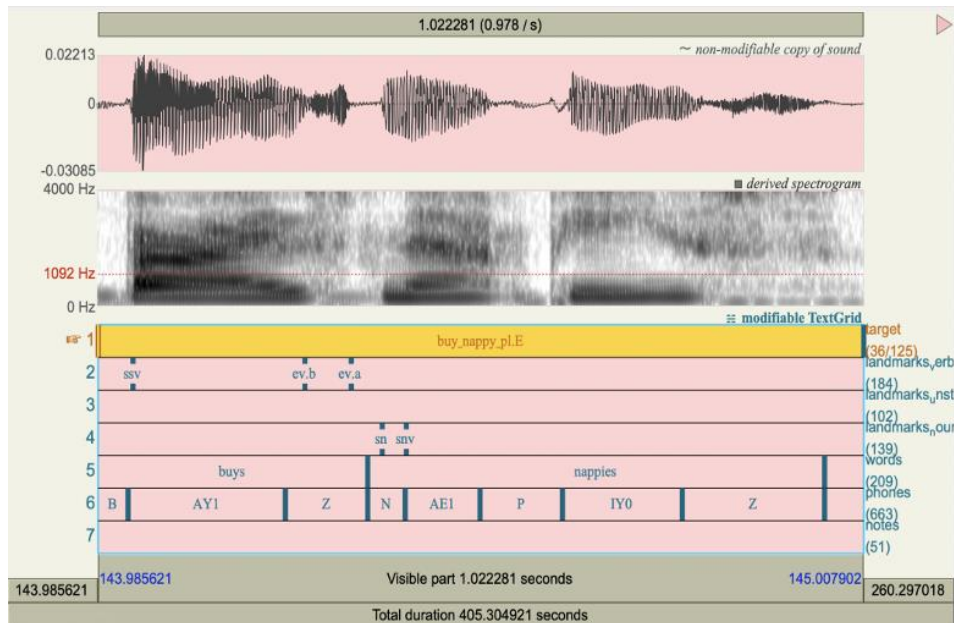 1.022281 (0.978 / s)
0.02213
~ non-modifiable copy of sound
0
-0.03085
4000 Hz
derived spectrogram
1092 Hz
0 Hz
modifiable TextGrid
1
buy_nappy_pl.E
target
(36/125)
2
ssv
ev.b
ev.a
landmarks_verb
(184)
3
landmarks_unst
(102)
4
sn
snv
landmarks_noun
(139)
5
buys
nappies
words
(209)
6
B
AY1
Z
N
AE1
P
IY0
Z
phones
(663)
7
notes
(51)
143.985621
143.985621
Visible part 1.022281 seconds
145.007902
260.297018
Total duration 405.304921 seconds